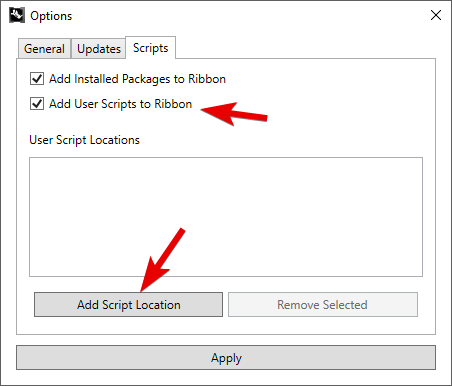 Options
General Updates Scripts
Add Installed Packages to Ribbon
Add User Scripts to Ribbon
User Script Locations
Add Script Location Remove Selected
Apply